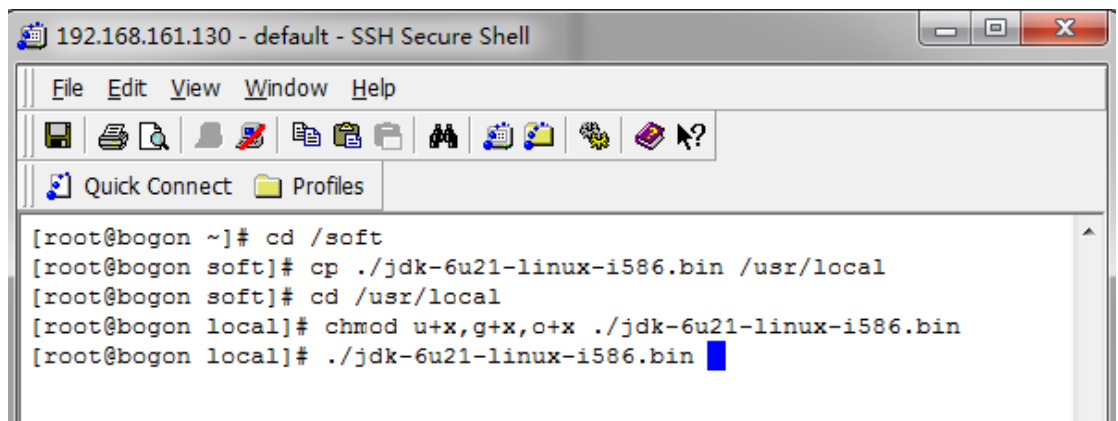 192.168.161.130 - default - SSH Secure Shell
File Edit View Window Help
Quick Connect Profiles
[root@bogon ~]# cd /soft
[root@bogon soft]# cp ./jdk-6u21-linux-i586.bin /usr/local
[root@bogon soft]# cd /usr/local
[root@bogon local]# chmod u+x,g+x,o+x ./jdk-6u21-linux-i586.bin
[root@bogon local]# ./jdk-6u21-linux-i586.bin